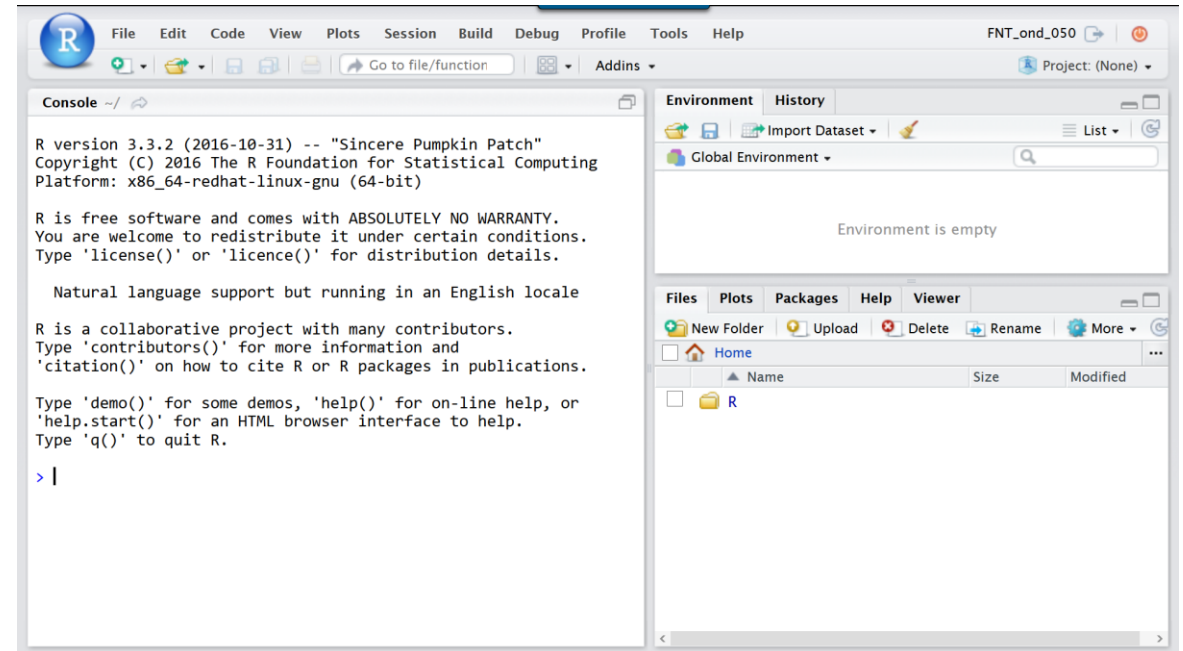 R File Edit Code View Plots Session Build Debug Profile Tools Help FNT_ond_050
Go to file/function Addins Project: (None)
Console ~/
R version 3.3.2 (2016-10-31) -- "Sincere Pumpkin Patch"
Copyright (C) 2016 The R Foundation for Statistical Computing
Platform: x86_64-redhat-linux-gnu (64-bit)
R is free software and comes with ABSOLUTELY NO WARRANTY.
You are welcome to redistribute it under certain conditions.
Type 'license()' or 'licence()' for distribution details.
Natural language support but running in an English locale
R is a collaborative project with many contributors.
Type 'contributors()' for more information and
'citation()' on how to cite R or R packages in publications.
Type 'demo()' for some demos, 'help()' for on-line help, or
'help.start()' for an HTML browser interface to help.
Type 'q()' to quit R.
>
Environment History
Import Dataset List
Global Environment
Environment is empty
Files Plots Packages Help Viewer
New Folder Upload Delete Rename More
Home ...
Name Size Modified
R